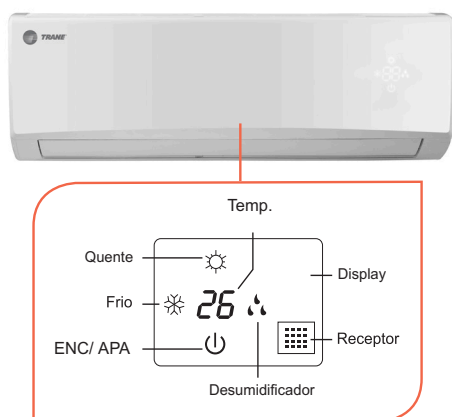 TRANE
Temp.
Quente
Display
Frio
26
ENC/ APA
Receptor
Desumidificador